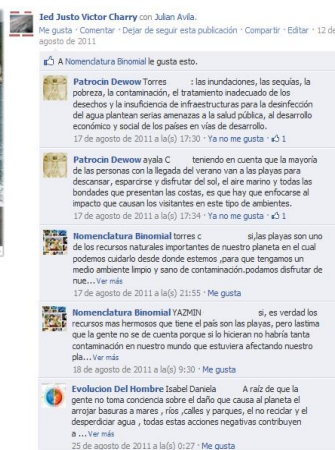 Ied Justo Victor Charry con Julian Avila.
Me gusta · Comentar · Dejar de seguir esta publicación · Compartir · Editar · 12 de
agosto de 2011
A Nomenclatura Binomial le gusta esto.
Patrocin Dewow Torres : las inundaciones, las sequías, la
pobreza, la contaminación, el tratamiento inadecuado de los
desechos y la insuficiencia de infraestructuras para la desinfección
del agua plantean serias amenazas a la salud pública, al desarrollo
económico y social de los países en vías de desarrollo.
17 de agosto de 2011 a la(s) 17:30 · Ya no me gusta · 1
Patrocin Dewow ayala C teniendo en cuenta que la mayoría
de las personas con la llegada del verano van a las playas para
descansar, esparcirse y disfrutar del sol, el aire marino y todas las
bondades que presentan las costas, es que hay que enfocarse al
impacto que causan los visitantes en este tipo de ambientes.
17 de agosto de 2011 a la(s) 17:34 · Ya no me gusta · 1
Nomenclatura Binomial torres c si,las playas son uno
de los recursos naturales importantes de nuestro planeta en el cual
podemos cuidarlo desde donde estemos ,para que tengamos un
medio ambiente limpio y sano de contaminación.podamos disfrutar de
nue... Ver más
17 de agosto de 2011 a la(s) 21:55 · Me gusta
Nomenclatura Binomial YAZMIN si, es verdad los
recursos mas hermosos que tiene el país son las playas, pero lastima
que la gente no se de cuenta porque si lo hicieran no habría tanta
contaminación en nuestro mundo que estuviera afectando nuestro
pla... Ver más
18 de agosto de 2011 a la(s) 9:30 · Me gusta
Evolucion Del Hombre Isabel Daniela A raíz de que la
gente no toma conciencia sobre el daño que causa al planeta el
arrojar basuras a mares , ríos ,calles y parques, el no reciclar y el
desperdiciar agua , todas estas acciones negativas contribuyen
a ... Ver más
25 de agosto de 2011 a la(s) 0:27 · Me gusta